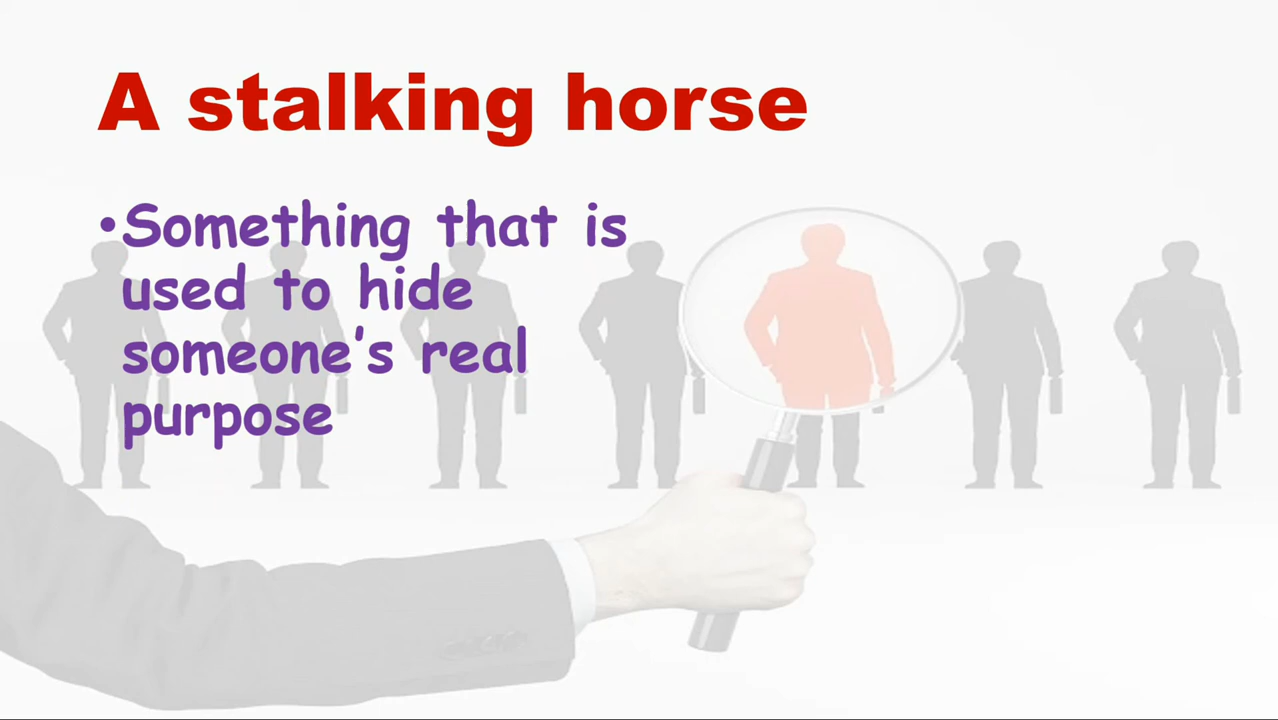 A stalking horse
•Something that is
used to hide
someone's real
purpose